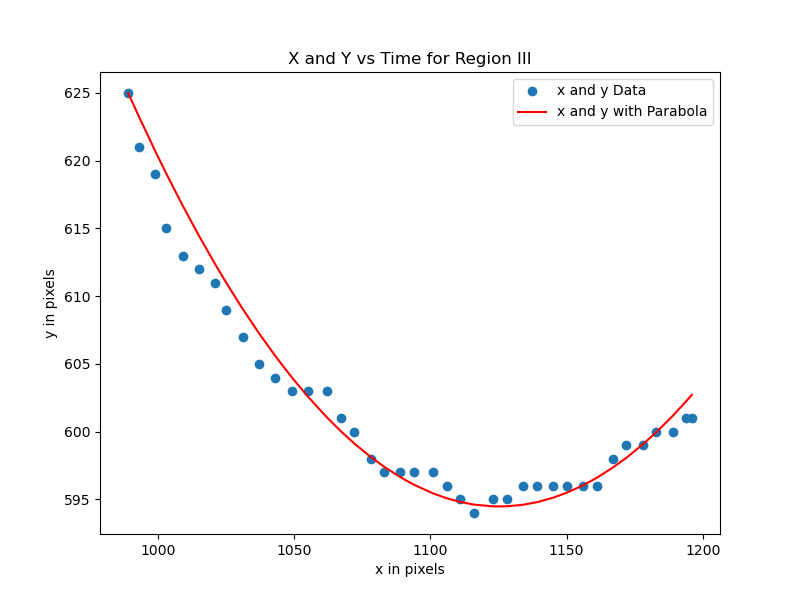 X and Y vs Time for Region III
x and y Data
x and y with Parabola
625
620
615
610
605
600
595
y in pixels
1000
1050
1100
1150
1200
x in pixels